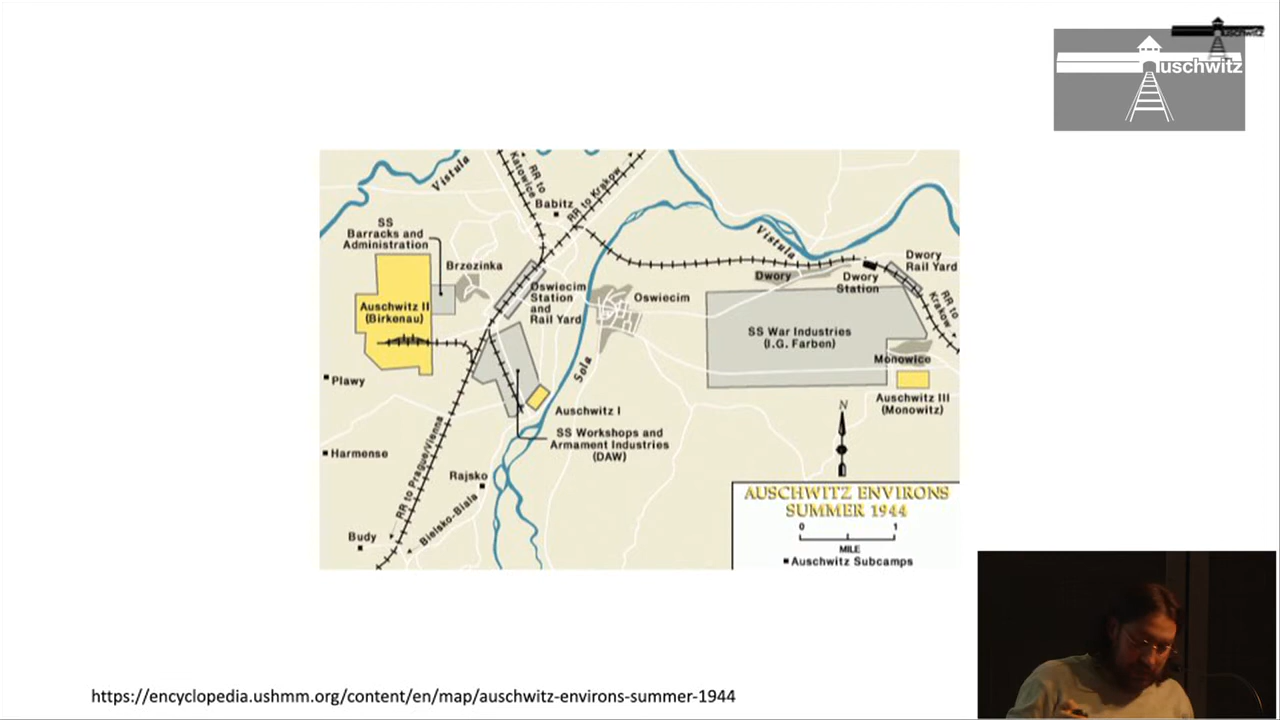 uschwitz
uschwitz
Vistula
RR to
Katowice
RR to Krakow
Babitz
SS
Barracks and
Administration
Brzezinka
Vistula
Dwory
Rail Yard
Dwory
Dwory
Station
Oswiecim
Station
and
Rail Yard
Oswiecim
Auschwitz II
(Birkenau)
RR to
Krakow
SS War Industries
(I.G. Farben)
Monowice
Sola
Plawy
Auschwitz III
(Monowitz)
Auschwitz I
N
SS Workshops and
Armament Industries
(DAW)
Harmense
RR to Prague/Vienna
Rajsko
Bielsko-Biala
Budy
AUSCHWITZ ENVIRONS
SUMMER 1944
0 1
MILE
Auschwitz Subcamps
https://encyclopedia.ushmm.org/content/en/map/auschwitz-environs-summer-1944